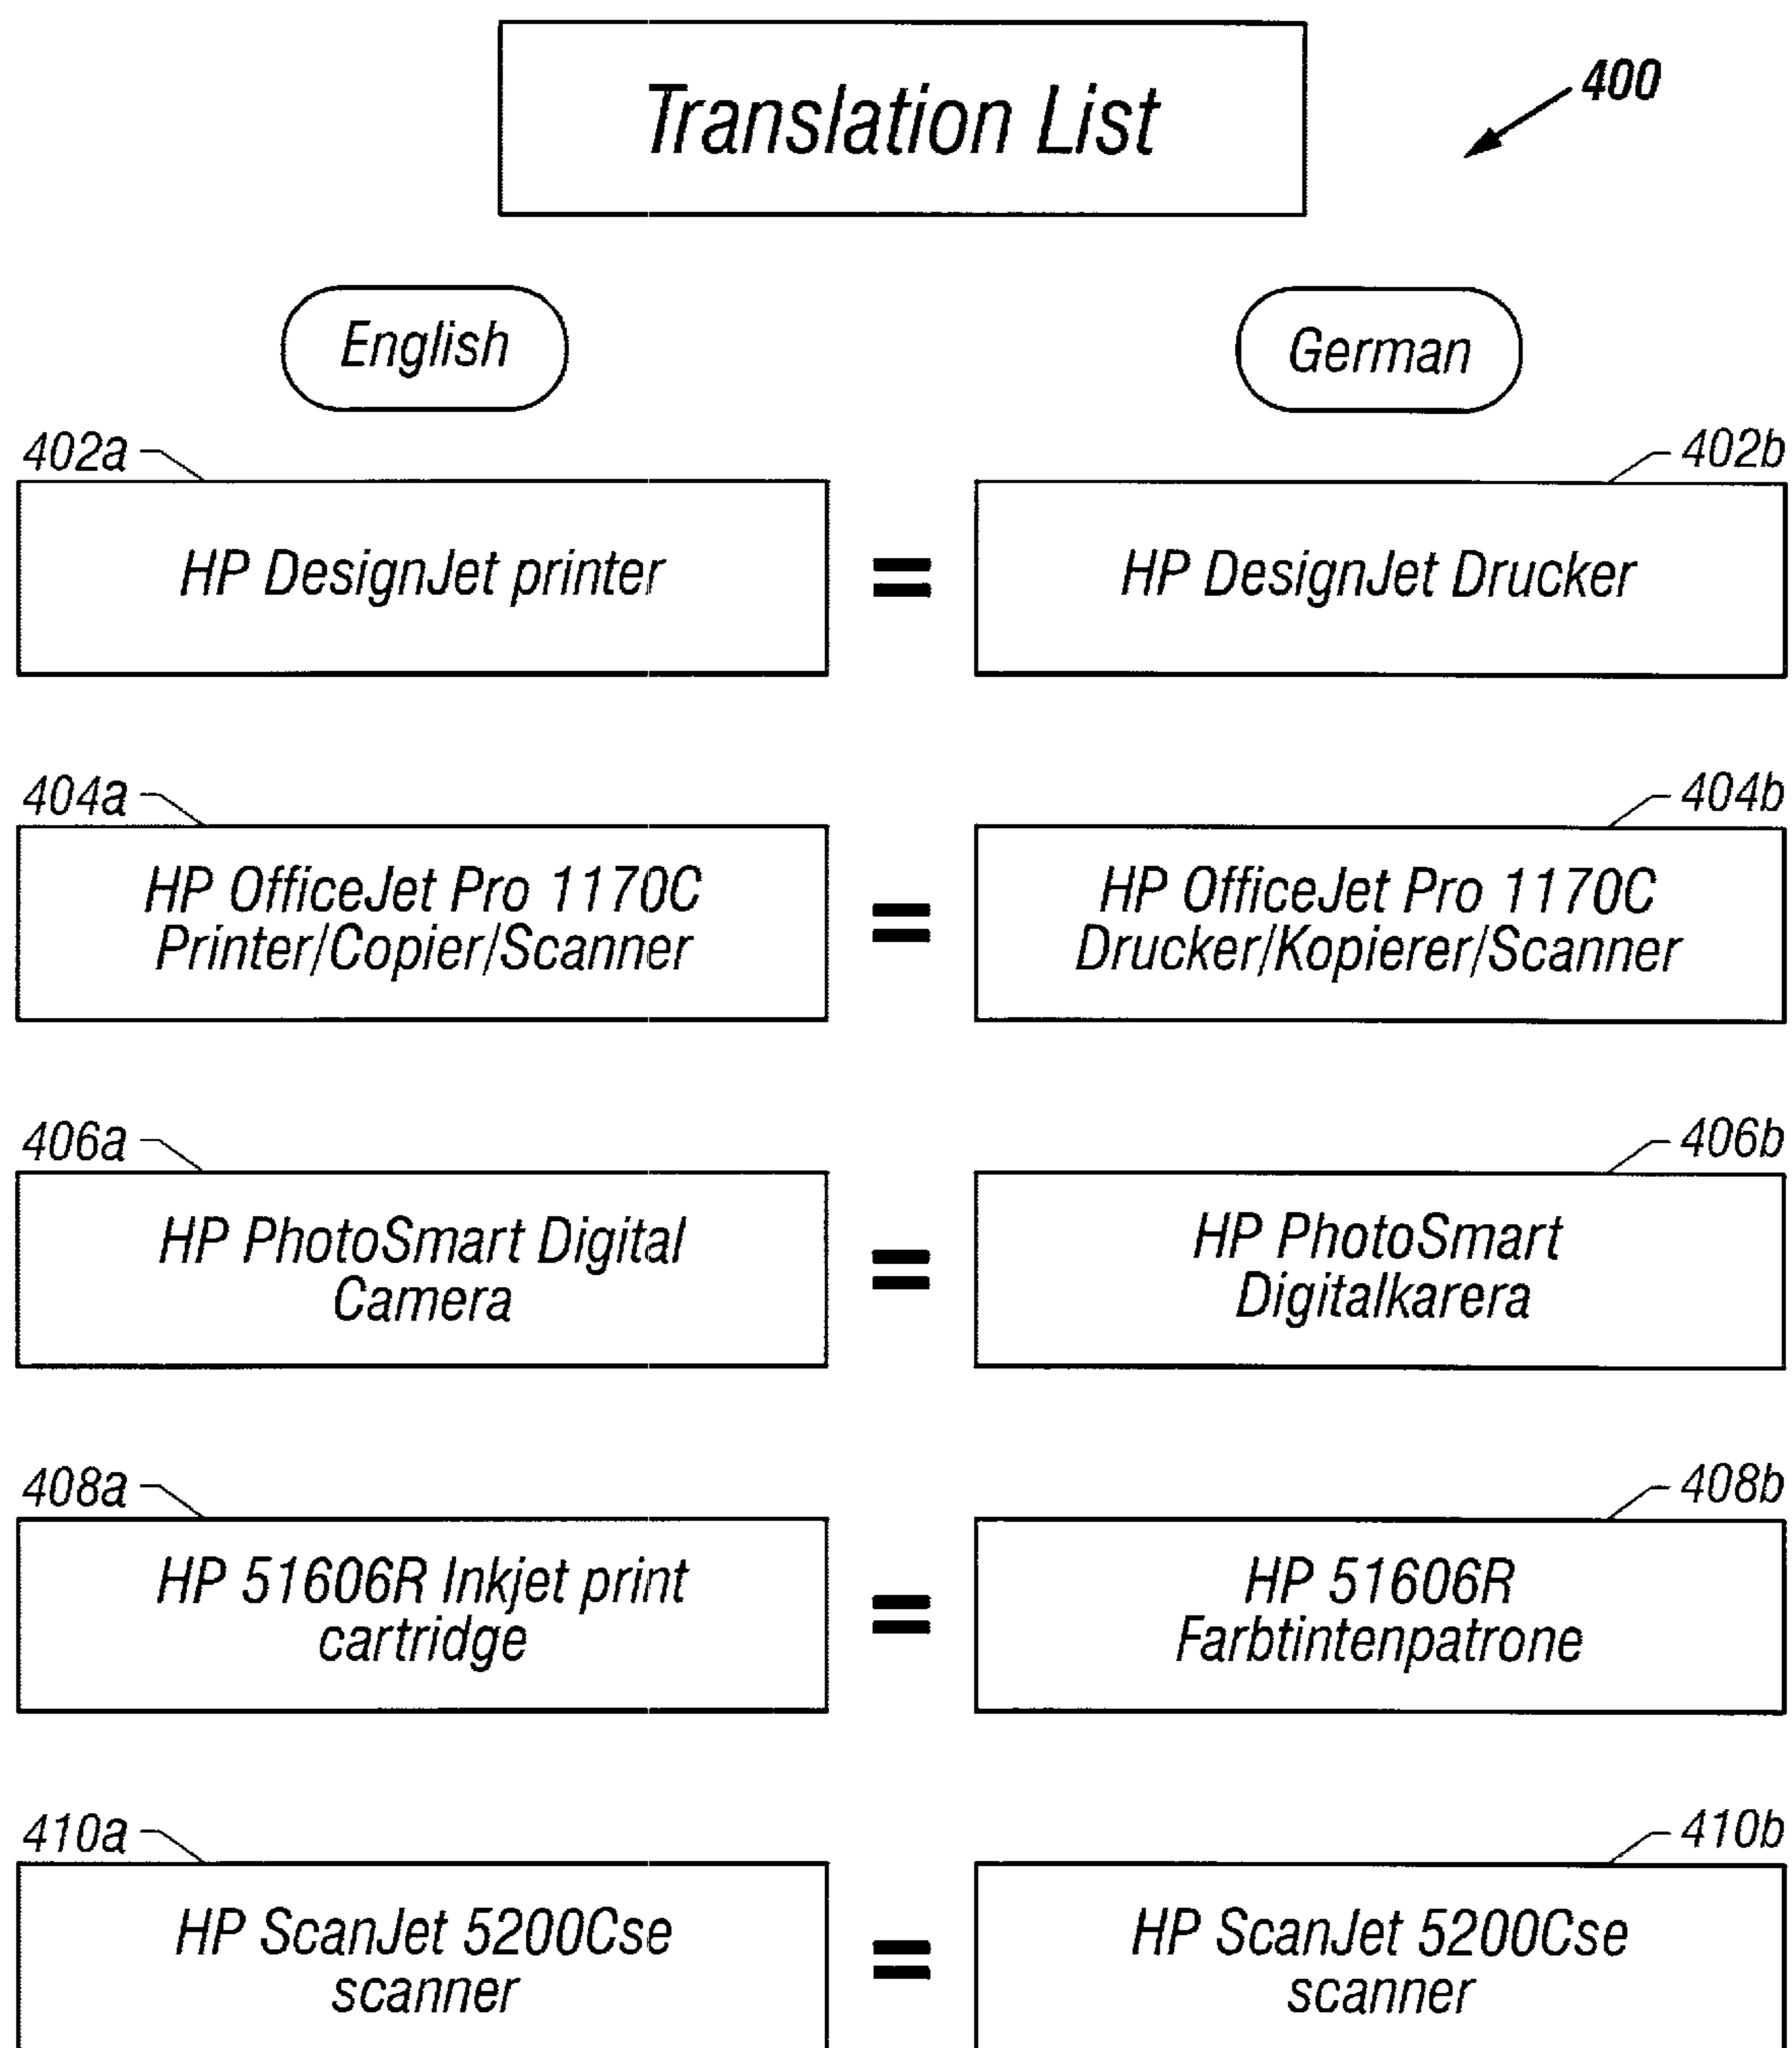 Translation List
400
English
German
402a
402b
HP DesignJet printer
=
HP DesignJet Drucker
404a
404b
HP OfficeJet Pro 1170C
Printer/Copier/Scanner
=
HP OfficeJet Pro 1170C
Drucker/Kopierer/Scanner
406a
406b
HP PhotoSmart Digital
Camera
=
HP PhotoSmart
Digitalkarera
408a
408b
HP 51606R Inkjet print
cartridge
=
HP 51606R
Farbtintenpatrone
410a
410b
HP ScanJet 5200Cse
scanner
=
HP ScanJet 5200Cse
scanner